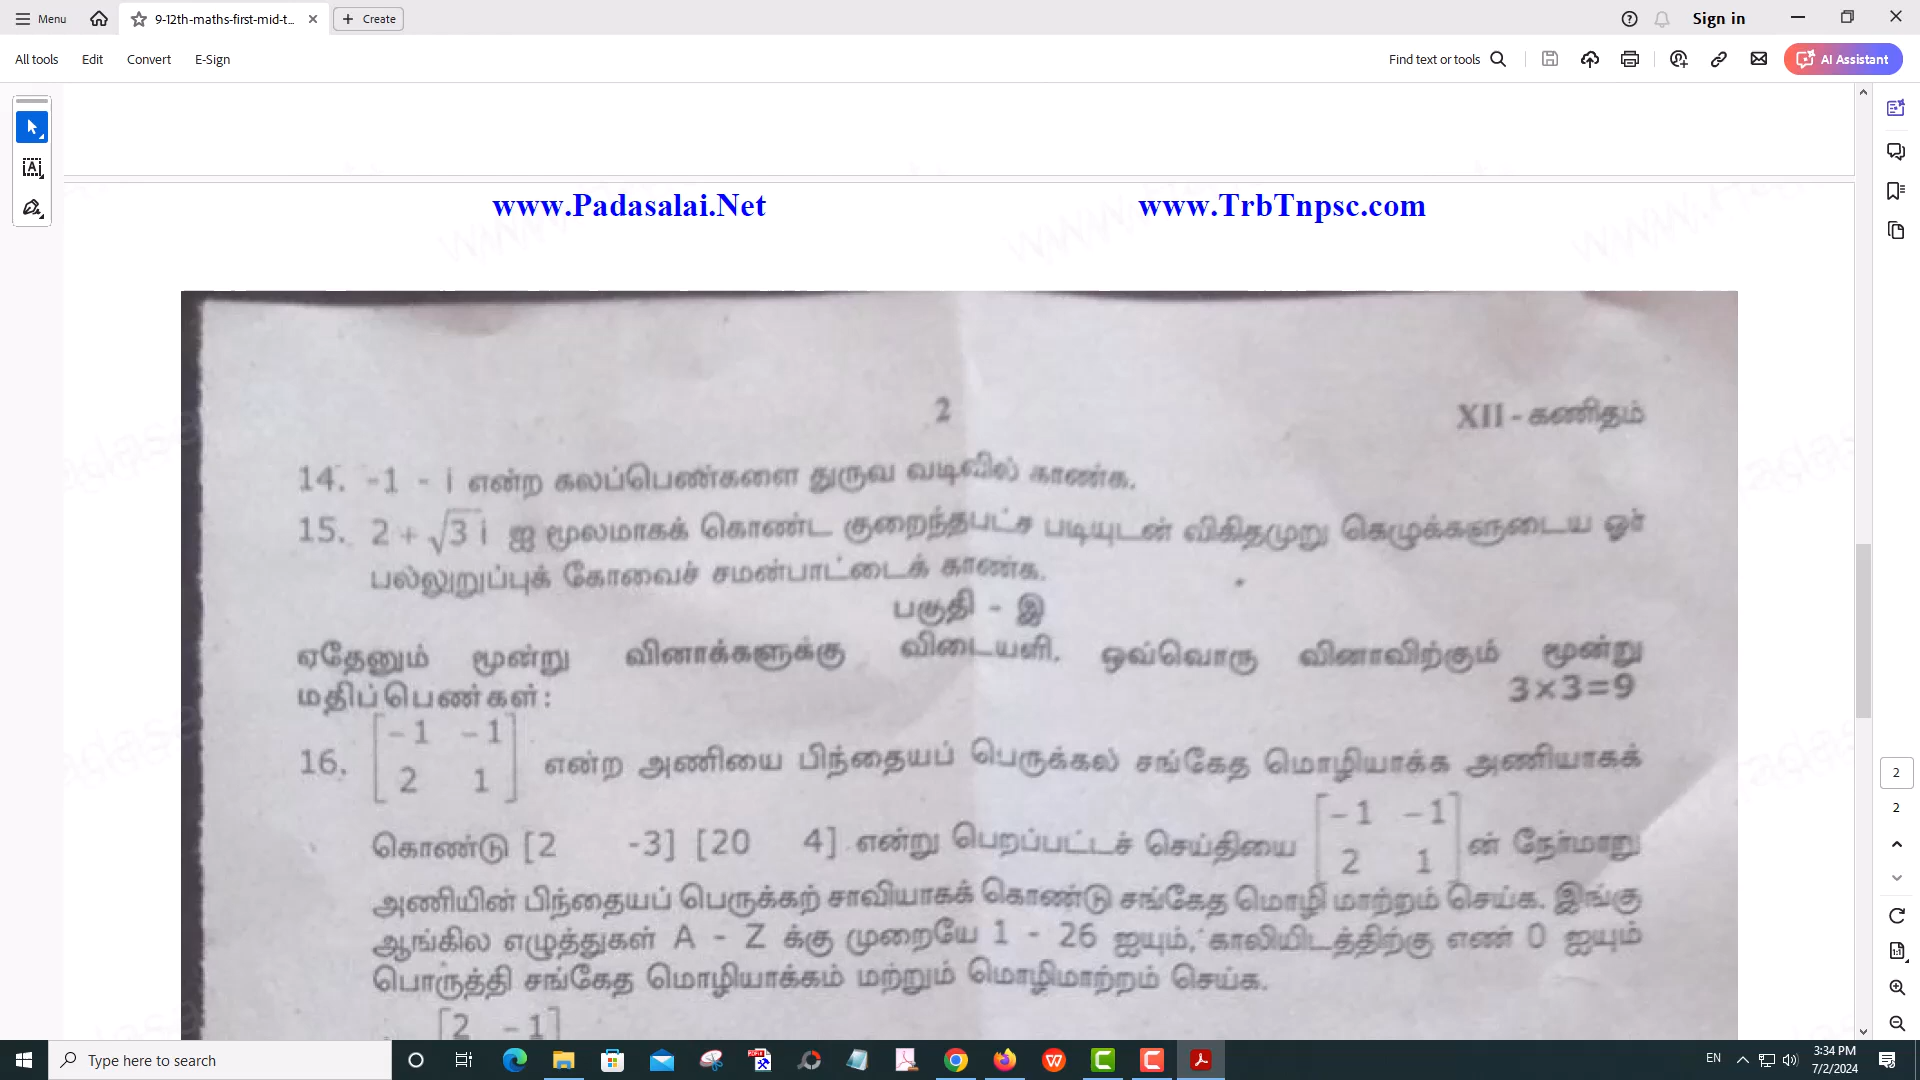 Menu
9-12th-maths-first-mid-t...
Create
Sign in
All tools Edit Convert E-Sign
Find text or tools
AI Assistant
www.Padasalai.Net www.TrbTnpsc.com
2 XII - கணிதம்
14. -1 - i என்ற கலப்பெண்களை துருவ வடிவில் காண்க.
15. 2 + √3 i ஐ மூலமாகக் கொண்ட குறைந்தபட்ச படியுடன் விகிதமுறு கெழுக்களுடைய ஓர்
பல்லுறுப்புக் கோவைச் சமன்பாட்டைக் காண்க.
பகுதி - இ
ஏதேனும் மூன்று வினாக்களுக்கு விடையளி. ஒவ்வொரு வினாவிற்கும் மூன்று
மதிப்பெண்கள்: 3×3=9
16. [-1 -1
2 1] என்ற அணியை பிந்தையப் பெருக்கல் சங்கேத மொழியாக்க அணியாகக்
கொண்டு [2 -3] [20 4] என்று பெறப்பட்டச் செய்தியை [-1 -1
2 1] ன் நேர்மாறு
அணியின் பிந்தையப் பெருக்கற் சாவியாகக் கொண்டு சங்கேத மொழி மாற்றம் செய்க. இங்கு
ஆங்கில எழுத்துகள் A - Z க்கு முறையே 1 - 26 ஐயும், காலியிடத்திற்கு எண் 0 ஐயும்
பொருத்தி சங்கேத மொழியாக்கம் மற்றும் மொழிமாற்றம் செய்க.
[2 -1]
2
2
Type here to search
EN
3:34 PM
7/2/2024